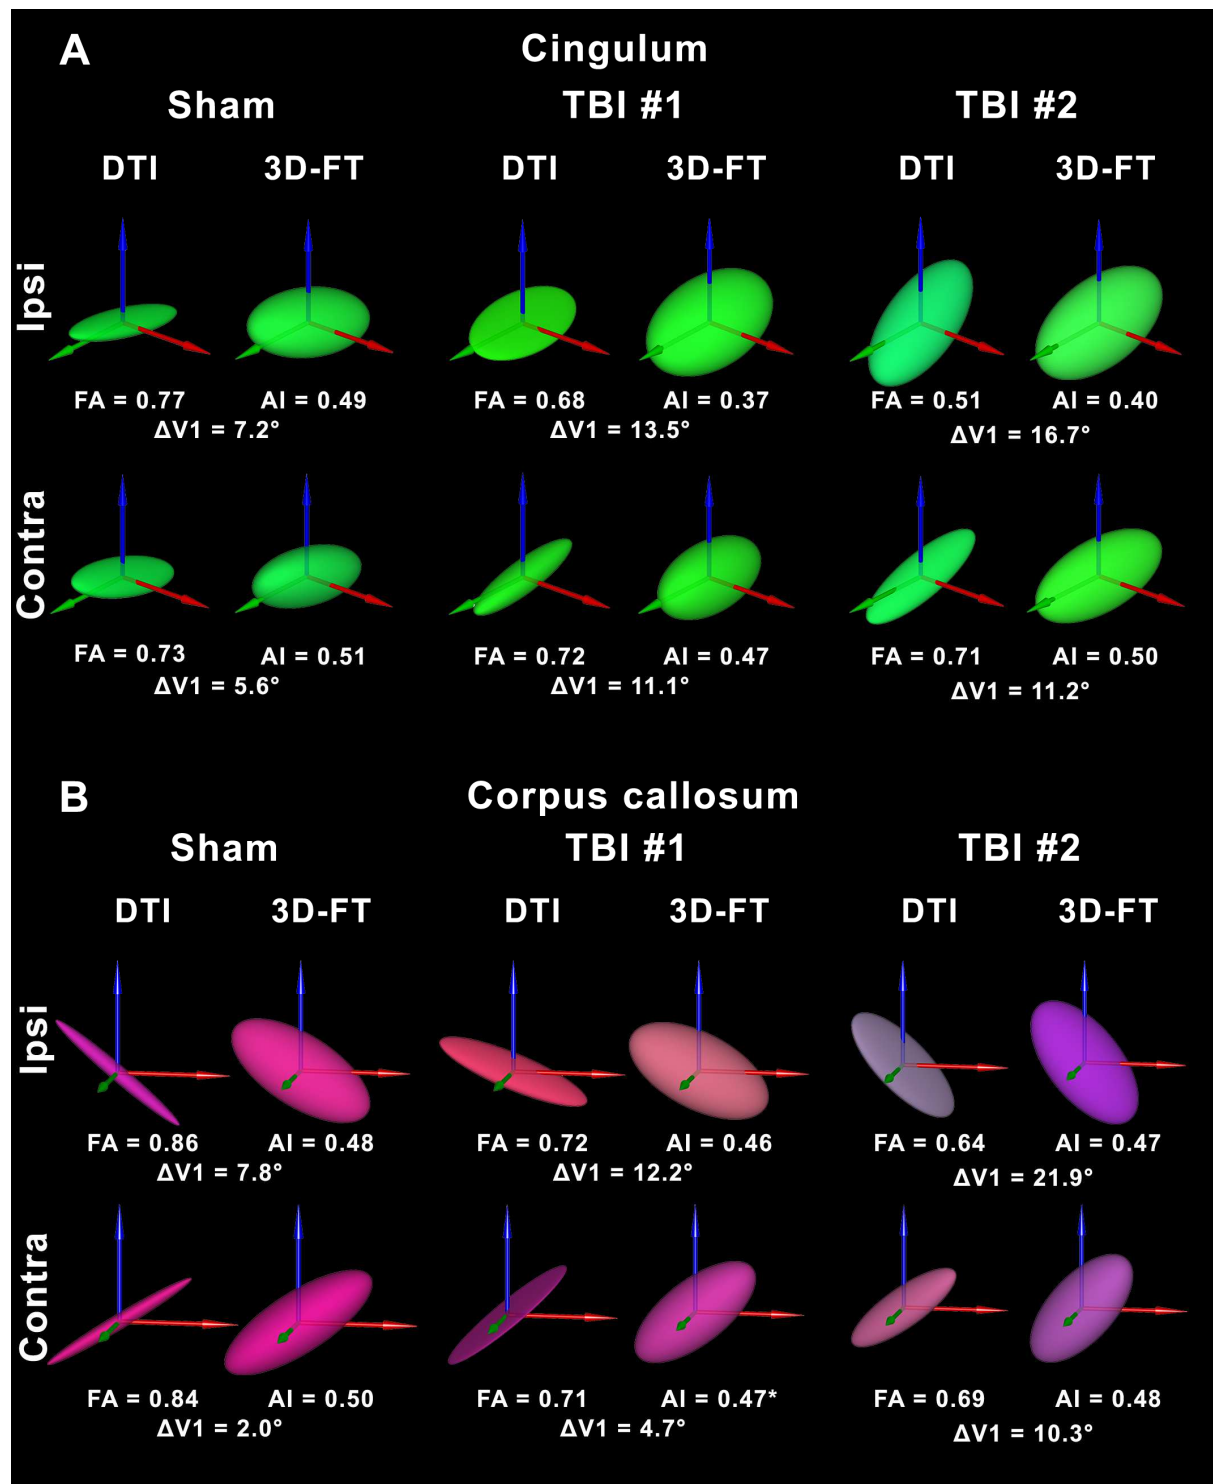 A
Cingulum
Sham TBI #1 TBI #2
DTI 3D-FT DTI 3D-FT DTI 3D-FT
Ipsi
FA = 0.77 AI = 0.49 FA = 0.68 AI = 0.37 FA = 0.51 AI = 0.40
ΔV1 = 7.2° ΔV1 = 13.5° ΔV1 = 16.7°
Contra
FA = 0.73 AI = 0.51 FA = 0.72 AI = 0.47 FA = 0.71 AI = 0.50
ΔV1 = 5.6° ΔV1 = 11.1° ΔV1 = 11.2°
B
Corpus callosum
Sham TBI #1 TBI #2
DTI 3D-FT DTI 3D-FT DTI 3D-FT
Ipsi
FA = 0.86 AI = 0.48 FA = 0.72 AI = 0.46 FA = 0.64 AI = 0.47
ΔV1 = 7.8° ΔV1 = 12.2° ΔV1 = 21.9°
Contra
FA = 0.84 AI = 0.50 FA = 0.71 AI = 0.47* FA = 0.69 AI = 0.48
ΔV1 = 2.0° ΔV1 = 4.7° ΔV1 = 10.3°